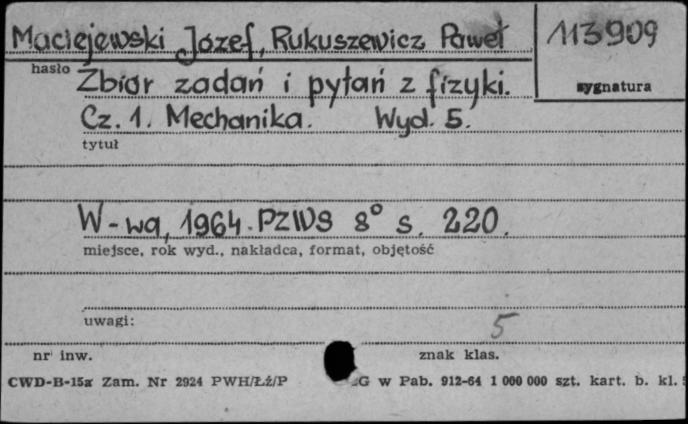 Maciejewski Józef, Rukuszewicz Paweł
113909
hasło
sygnatura
Zbiór zadań i pytań z fizyki.
Cz. 1. Mechanika. Wyd. 5.
tytuł
W-wa, 1964. PZWS 8° s. 220.
miejsce, rok wyd., nakładca, format, objętość
uwagi:
5
nr inw.
znak klas.
CWD-B-15a Zam. Nr 2924 PWH/Łź/P
G w Pab. 912-64 1 000 000 szt. kart. b. kl.